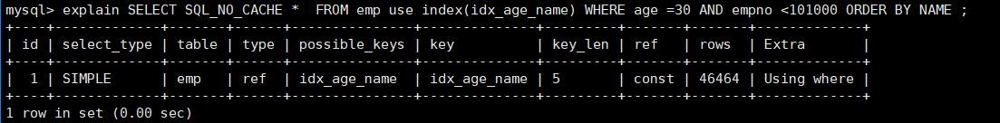 mysql> explain SELECT SQL_NO_CACHE *  FROM emp use index(idx_age_name) WHERE age =30 AND empno <101000 ORDER BY NAME ;
+----+-------------+-------+------+---------------+--------------+---------+-------+-------+-------------+
| id | select_type | table | type | possible_keys | key          | key_len | ref   | rows  | Extra       |
+----+-------------+-------+------+---------------+--------------+---------+-------+-------+-------------+
|  1 | SIMPLE      | emp   | ref  | idx_age_name  | idx_age_name | 5       | const | 46464 | Using where |
+----+-------------+-------+------+---------------+--------------+---------+-------+-------+-------------+
1 row in set (0.00 sec)